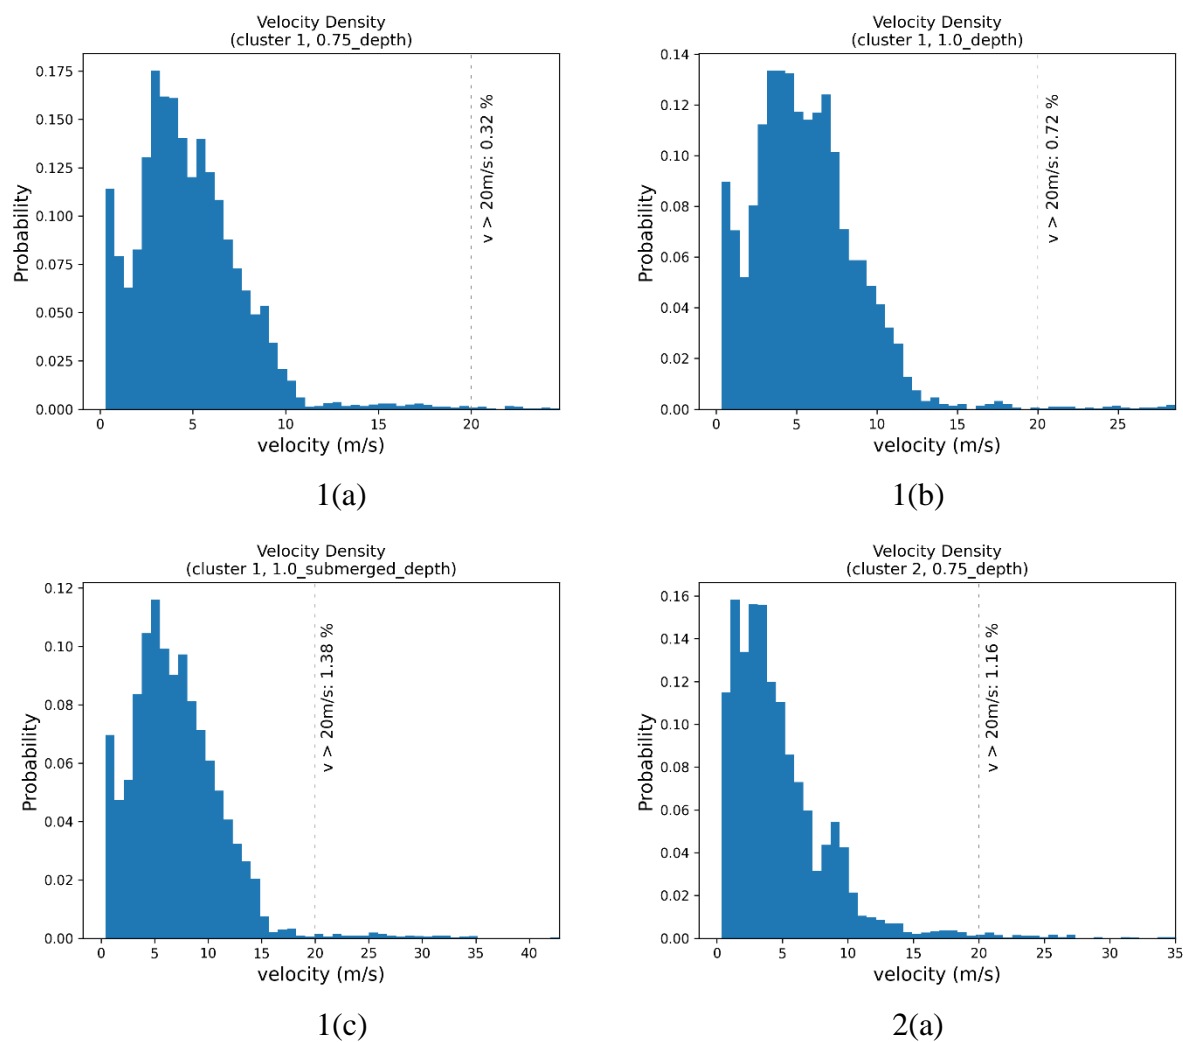 Velocity Density
(cluster 1, 0.75_depth)
Probability
0.175
0.150
0.125
0.100
0.075
0.050
0.025
0.000
v > 20m/s: 0.32 %
0 5 10 15 20
velocity (m/s)
1(a)
Velocity Density
(cluster 1, 1.0_depth)
Probability
0.14
0.12
0.10
0.08
0.06
0.04
0.02
0.00
v > 20m/s: 0.72 %
0 5 10 15 20 25
velocity (m/s)
1(b)
Velocity Density
(cluster 1, 1.0_submerged_depth)
Probability
0.12
0.10
0.08
0.06
0.04
0.02
0.00
v > 20m/s: 1.38 %
0 5 10 15 20 25 30 35 40
velocity (m/s)
1(c)
Velocity Density
(cluster 2, 0.75_depth)
Probability
0.16
0.14
0.12
0.10
0.08
0.06
0.04
0.02
0.00
v > 20m/s: 1.16 %
0 5 10 15 20 25 30 35
velocity (m/s)
2(a)